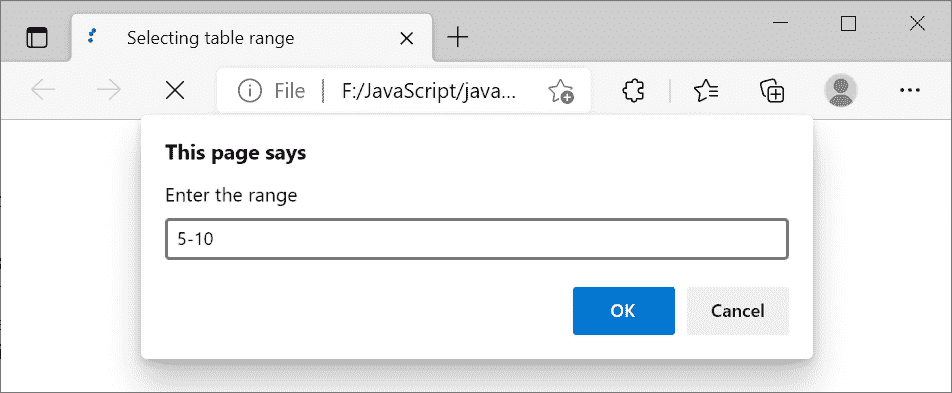 Selecting table range
File
F:/JavaScript/java...
This page says
Enter the range
5-10
OK
Cancel